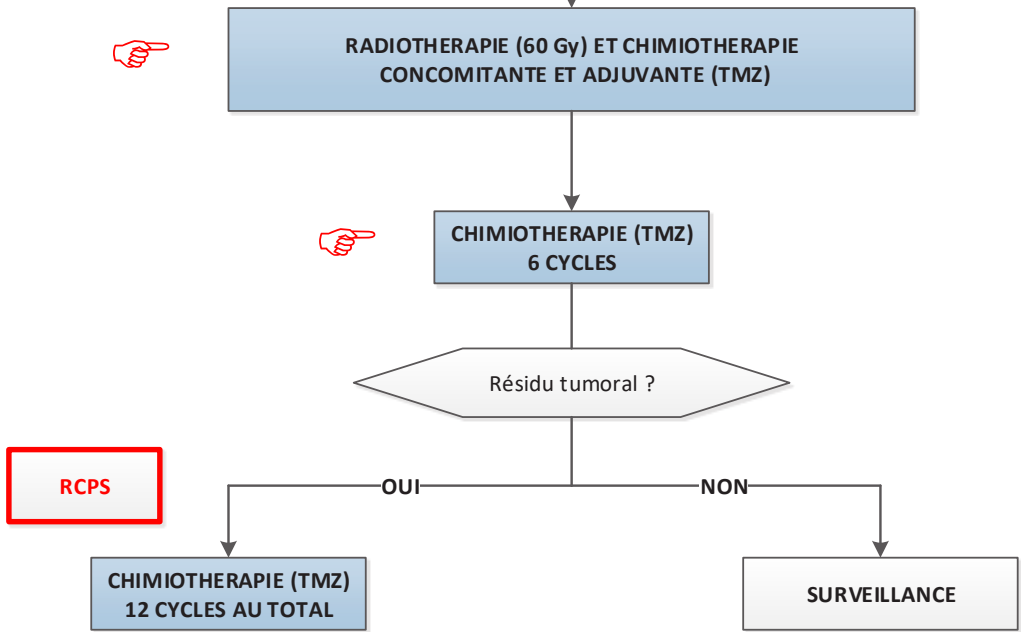 RADIOTHERAPIE (60 Gy) ET CHIMIOTHERAPIE
CONCOMITANTE ET ADJUVANTE (TMZ)
CHIMIOTHERAPIE (TMZ)
6 CYCLES
Résidu tumoral ?
RCPS
OUI
NON
CHIMIOTHERAPIE (TMZ)
12 CYCLES AU TOTAL
SURVEILLANCE